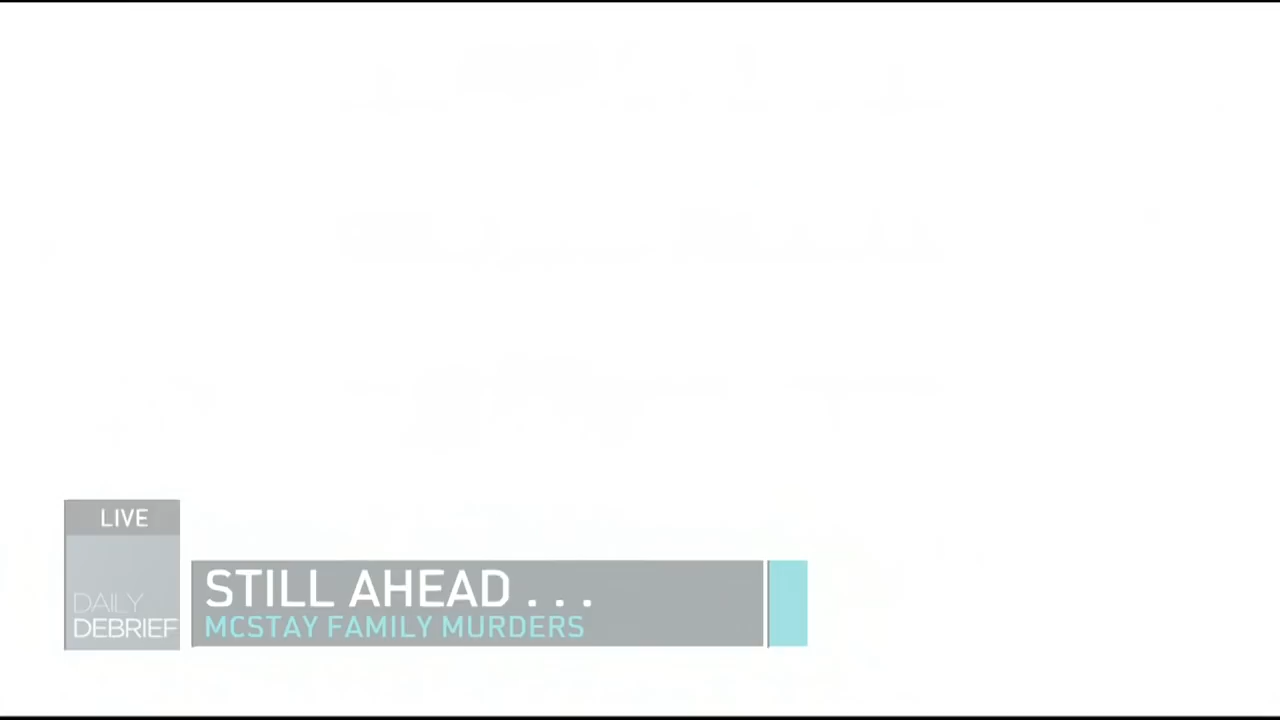 LIVE
DAILY
DEBRIEF
STILL AHEAD . . .
MCSTAY FAMILY MURDERS